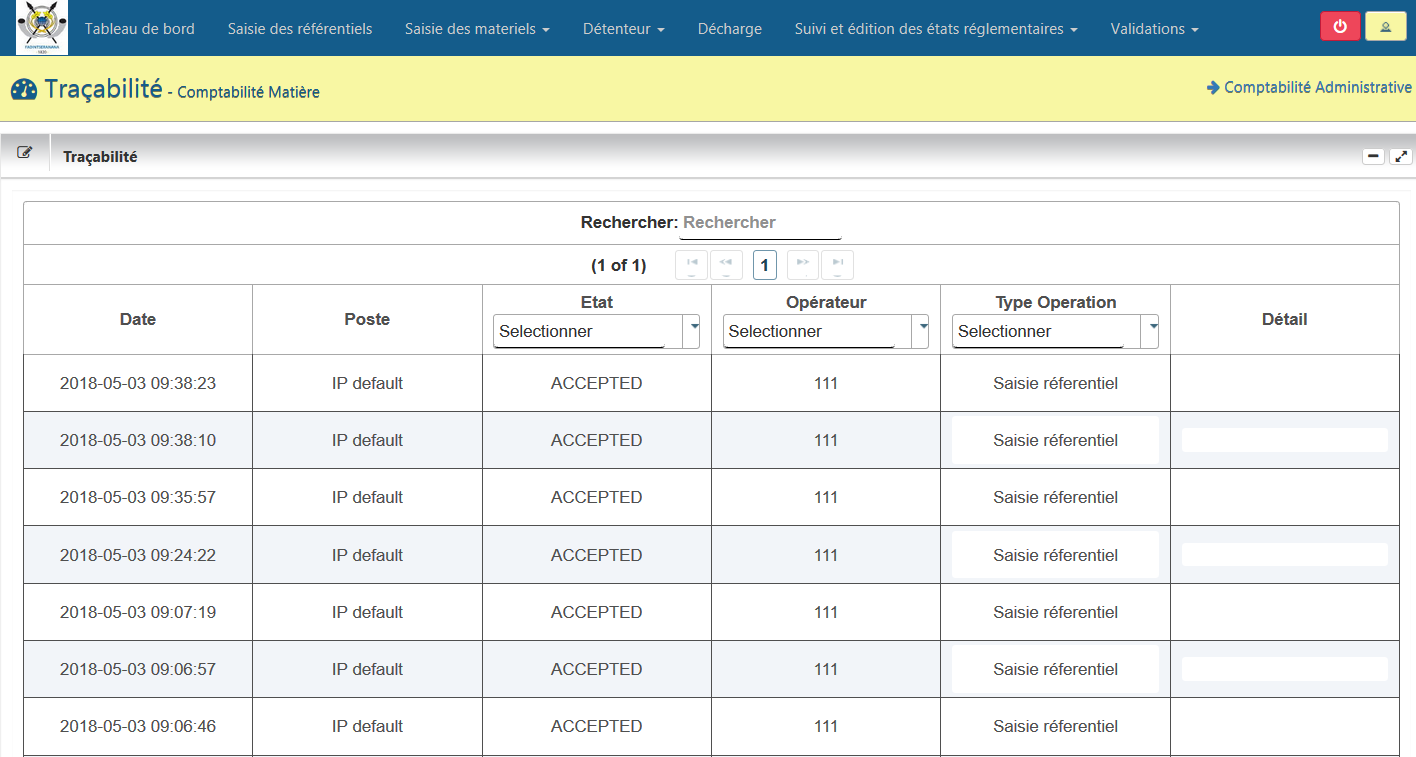 Tableau de bord Saisie des référentiels Saisie des materiels Détenteur Décharge Suivi et édition des états réglementaires Validations
Traçabilité - Comptabilité Matière Comptabilité Administrative
Traçabilité
Rechercher: Rechercher
(1 of 1) 1
Date Poste Etat Opérateur Type Operation Détail
Selectionner Selectionner Selectionner
2018-05-03 09:38:23 IP default ACCEPTED 111 Saisie réferentiel
2018-05-03 09:38:10 IP default ACCEPTED 111 Saisie réferentiel
2018-05-03 09:35:57 IP default ACCEPTED 111 Saisie réferentiel
2018-05-03 09:24:22 IP default ACCEPTED 111 Saisie réferentiel
2018-05-03 09:07:19 IP default ACCEPTED 111 Saisie réferentiel
2018-05-03 09:06:57 IP default ACCEPTED 111 Saisie réferentiel
2018-05-03 09:06:46 IP default ACCEPTED 111 Saisie réferentiel